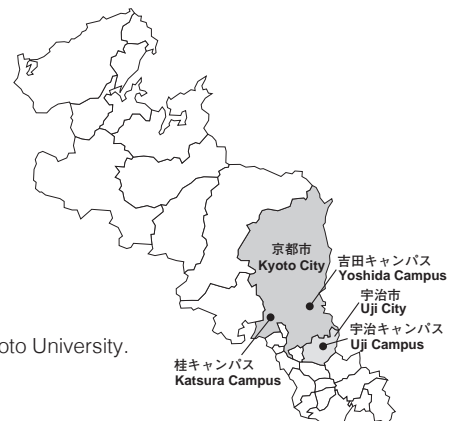 京都市
Kyoto City
吉田キャンパス
Yoshida Campus
宇治市
Uji City
宇治キャンパス
Uji Campus
oto University.
桂キャンパス
Katsura Campus